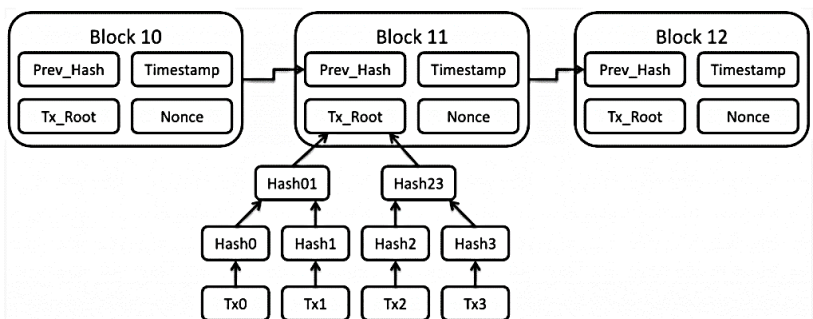 Block 10
Block 11
Block 12
Prev_Hash Timestamp Prev_Hash Timestamp Prev_Hash Timestamp
Tx_Root Nonce Tx_Root Nonce Tx_Root Nonce
Hash01 Hash23
Hash0 Hash1 Hash2 Hash3
Tx0 Tx1 Tx2 Tx3